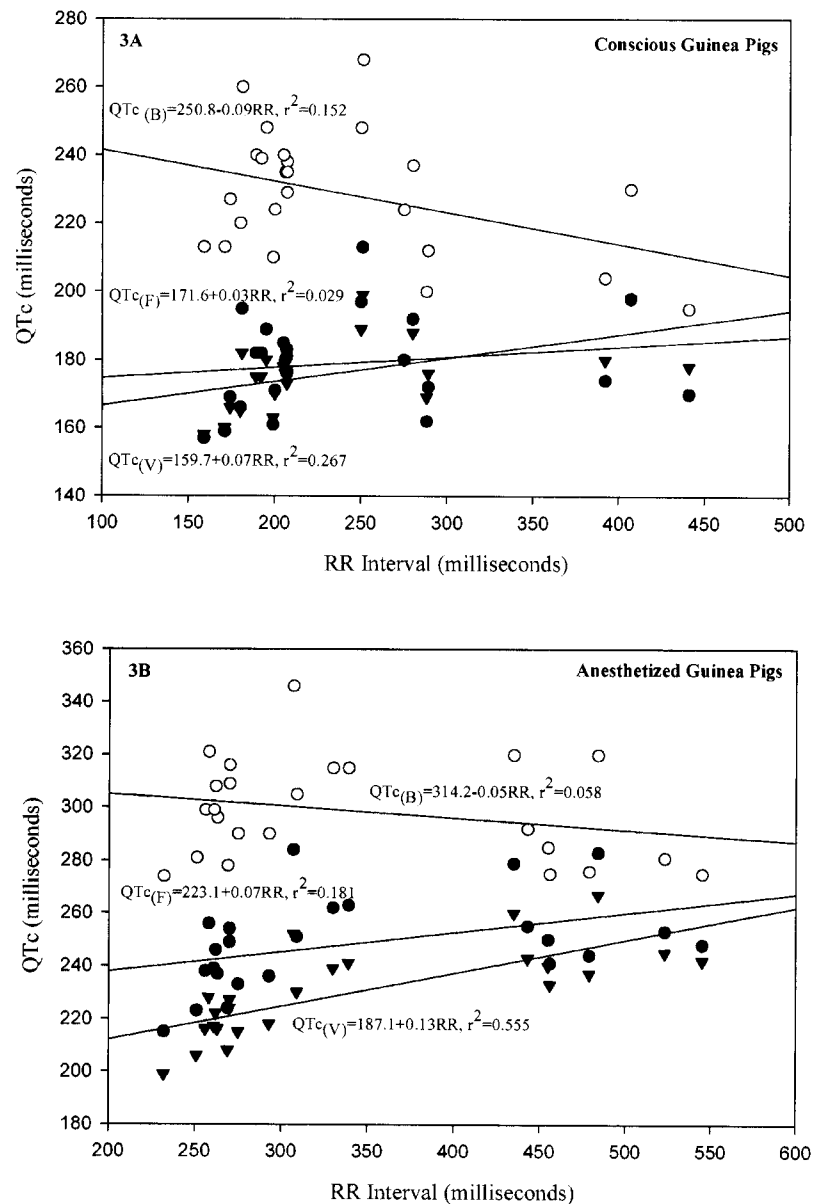 3A
Conscious Guinea Pigs
QTc (B)=250.8-0.09RR, r2=0.152
QTc(F)=171.6+0.03RR, r2=0.029
QTc(V)=159.7+0.07RR, r2=0.267
QTc (milliseconds)
280
260
240
220
200
180
160
140
100 150 200 250 300 350 400 450 500
RR Interval (milliseconds)
3B
Anesthetized Guinea Pigs
QTc(B)=314.2-0.05RR, r2=0.058
QTc(F)=223.1+0.07RR, r2=0.181
QTc(V)=187.1+0.13RR, r2=0.555
QTc (milliseconds)
360
340
320
300
280
260
240
220
200
180
200 250 300 350 400 450 500 550 600
RR Interval (milliseconds)